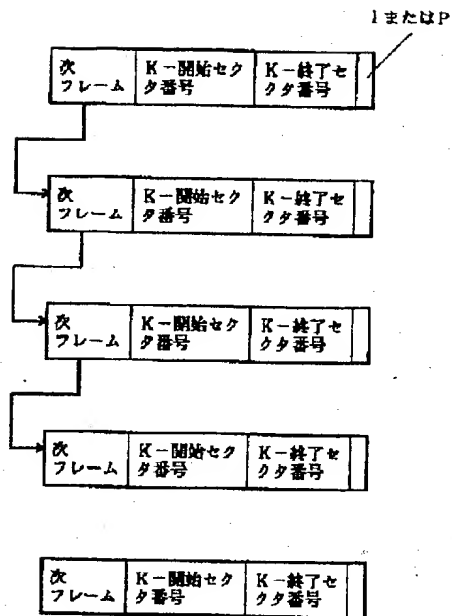 1またはP
次
フレーム
K-開始セク
タ番号
K-終了セ
クタ番号
次
フレーム
K-開始セク
タ番号
K-終了セ
クタ番号
次
フレーム
K-開始セク
タ番号
K-終了セ
クタ番号
次
フレーム
K-開始セク
タ番号
K-終了セ
クタ番号
次
フレーム
K-開始セク
タ番号
K-終了セ
クタ番号